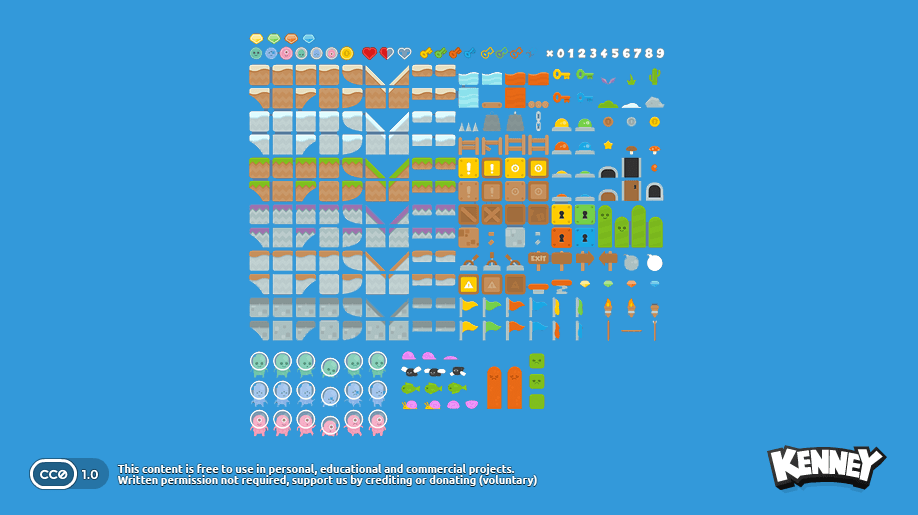 ×0123456789
EXIT
CC0 1.0
This content is free to use in personal, educational and commercial projects.
Written permission not required, support us by crediting or donating (voluntary)
KENNEY